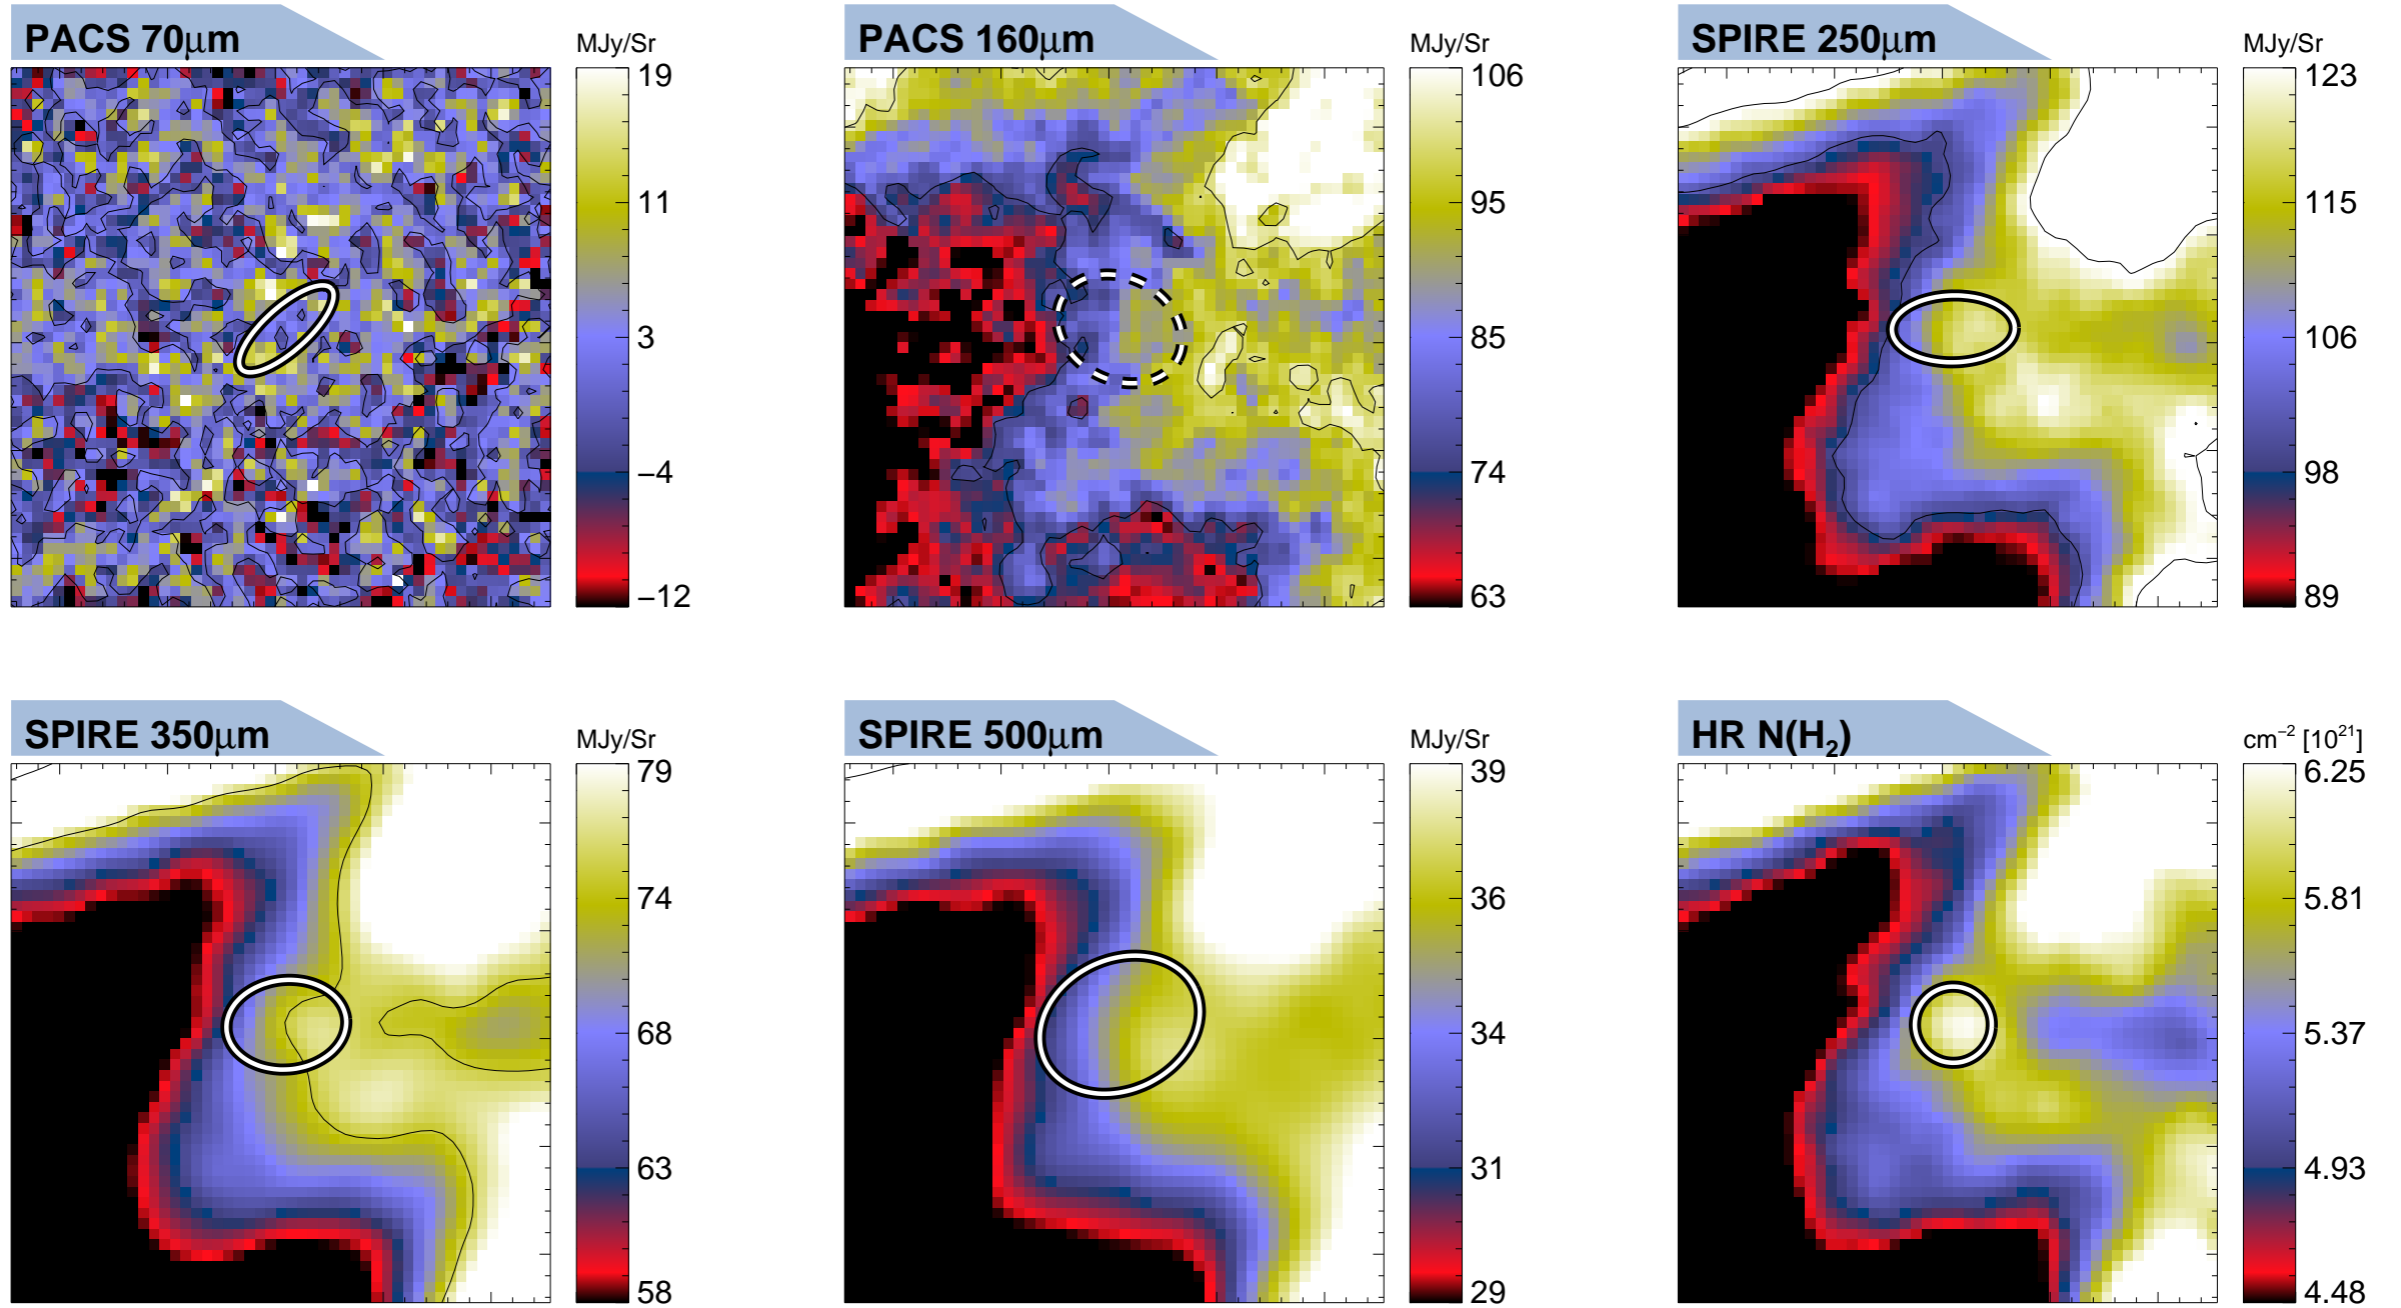 PACS 70μm
MJy/Sr
19
11
3
−4
−12
PACS 160μm
MJy/Sr
106
95
85
74
63
SPIRE 250μm
MJy/Sr
123
115
106
98
89
SPIRE 350μm
MJy/Sr
79
74
68
63
58
SPIRE 500μm
MJy/Sr
39
36
34
31
29
HR N(H₂)
cm⁻² [10²¹]
6.25
5.81
5.37
4.93
4.48